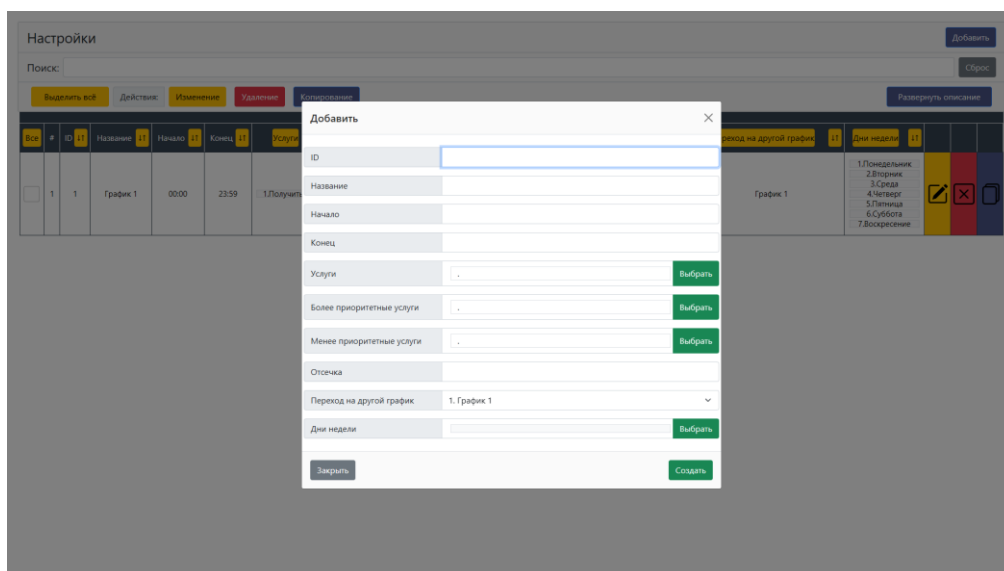 Настройки
Добавить
Поиск:
Сброс
Выделить всё
Действия:
Изменение
Удаление
Копирование
Развернуть описание
Все
#
ID
Название
Начало
Конец
Услуги
на другой график
Дни недели
1
1
График 1
00:00
23:59
График 1
1.Понедельник
2.Вторник
3.Среда
4.Четверг
5.Пятница
6.Суббота
7.Воскресение
Добавить
ID
Название
Начало
Конец
Услуги
.
Выбрать
Более приоритетные услуги
.
Выбрать
Менее приоритетные услуги
.
Выбрать
Отсечка
Переход на другой график
1. График 1
Дни недели
Выбрать
Закрыть
Создать